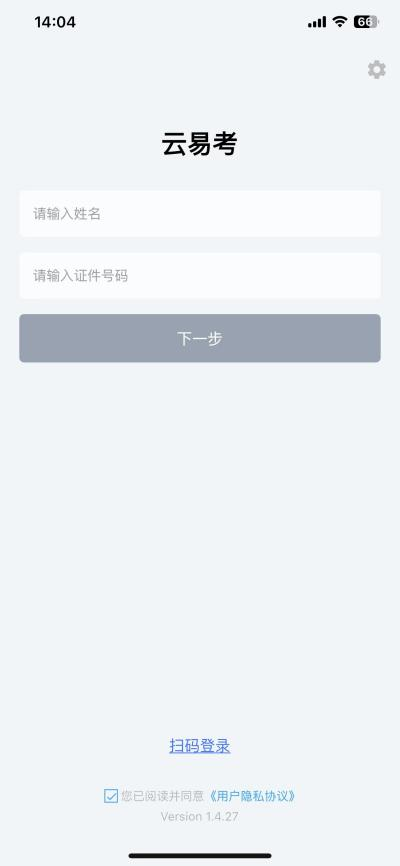 14:04
66
云易考
请输入姓名
请输入证件号码
下一步
扫码登录
您已阅读并同意《用户隐私协议》
Version 1.4.27